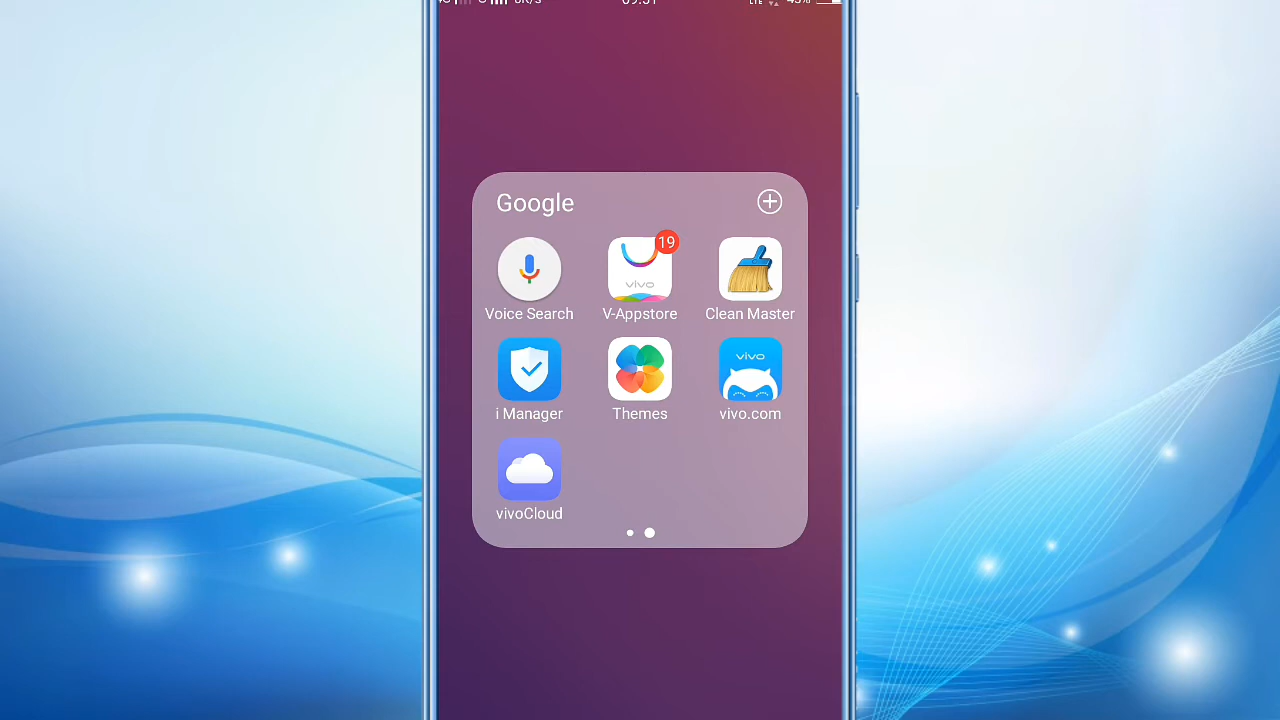 Google
19
vivo
Voice Search
V-Appstore
Clean Master
vivo
i Manager
Themes
vivo.com
vivoCloud